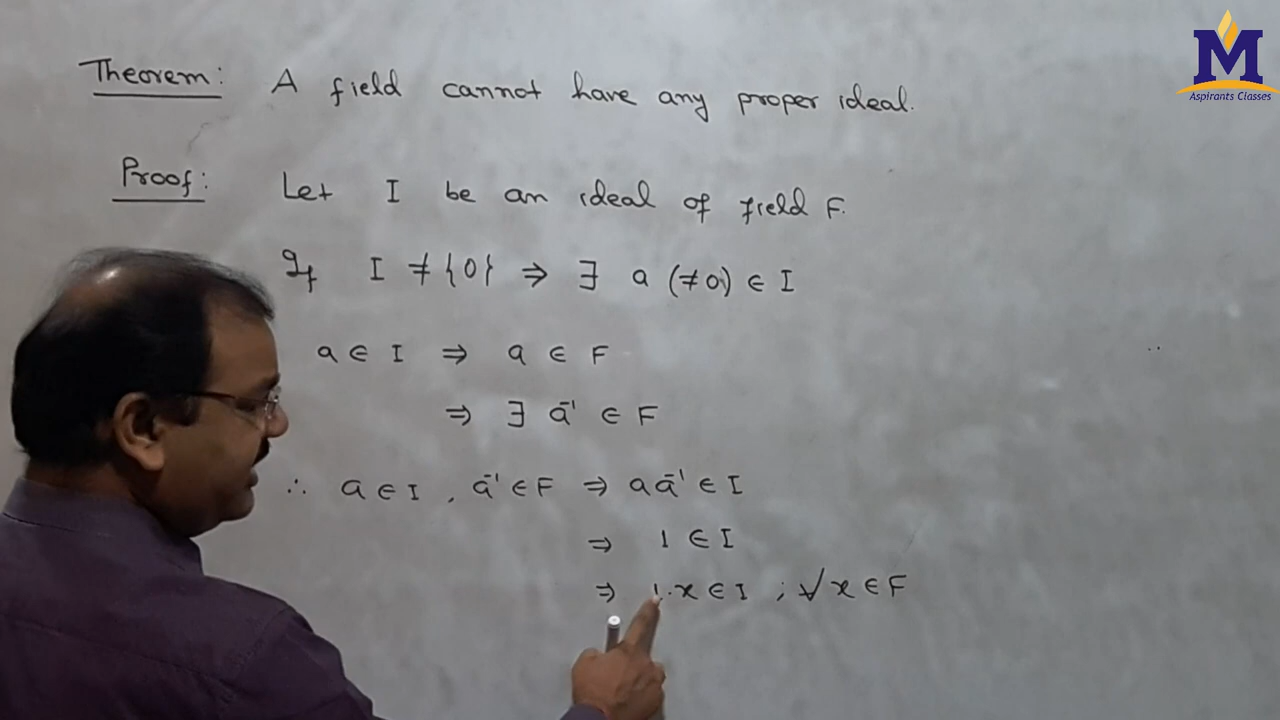 M
Aspirants Classes
Theorem: A field cannot have any proper ideal.
Proof: Let I be an ideal of field F.
If I ≠ {0} ⇒ ∃ a (≠0) ∈ I
a ∈ I ⇒ a ∈ F
⇒ ∃ a⁻¹ ∈ F
∴ a ∈ I , a⁻¹ ∈ F ⇒ aa⁻¹ ∈ I
⇒ 1 ∈ I
⇒ 1.x ∈ I ; ∀ x ∈ F